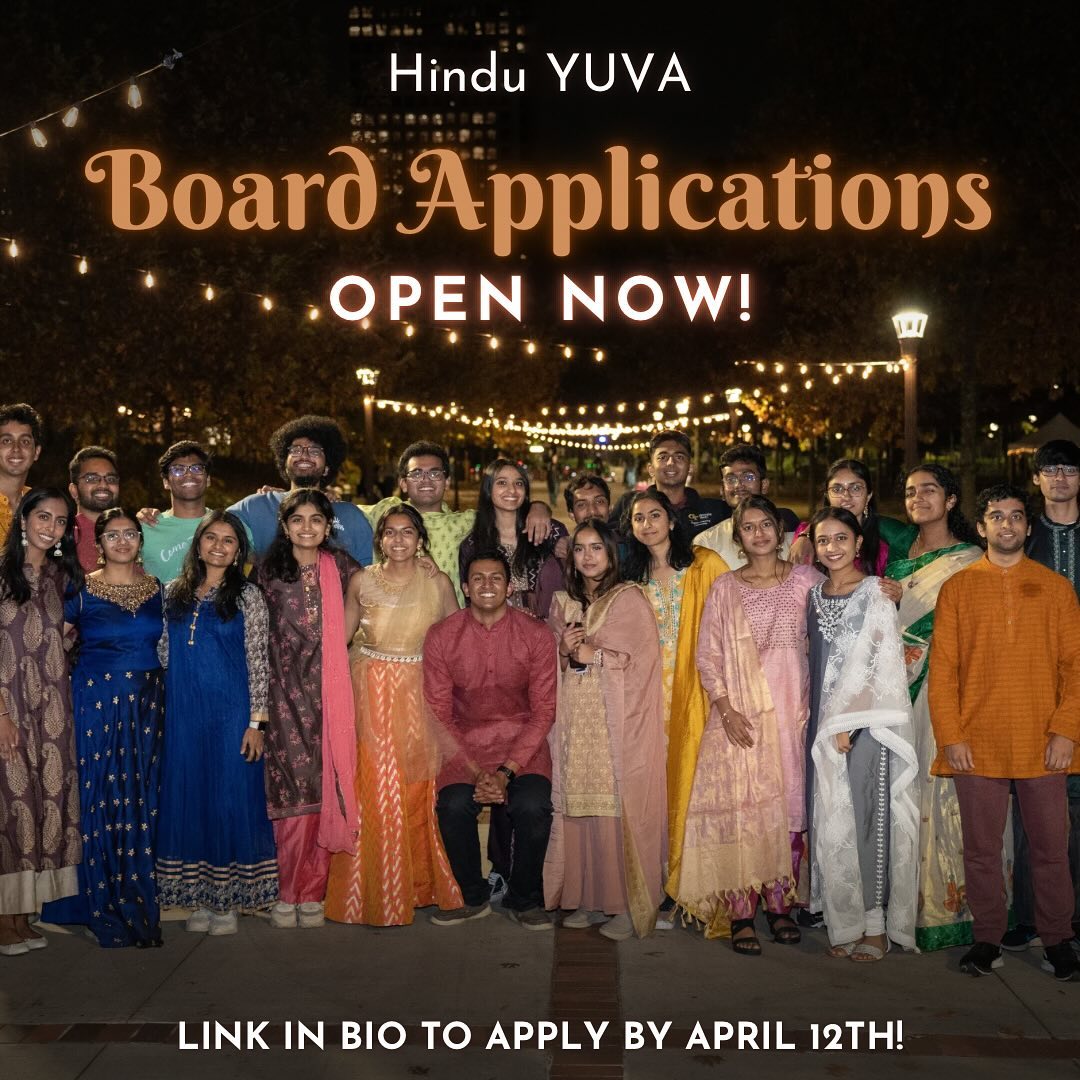 Hindu YUVA
Board Applications
OPEN NOW!
LINK IN BIO TO APPLY BY APRIL 12TH!